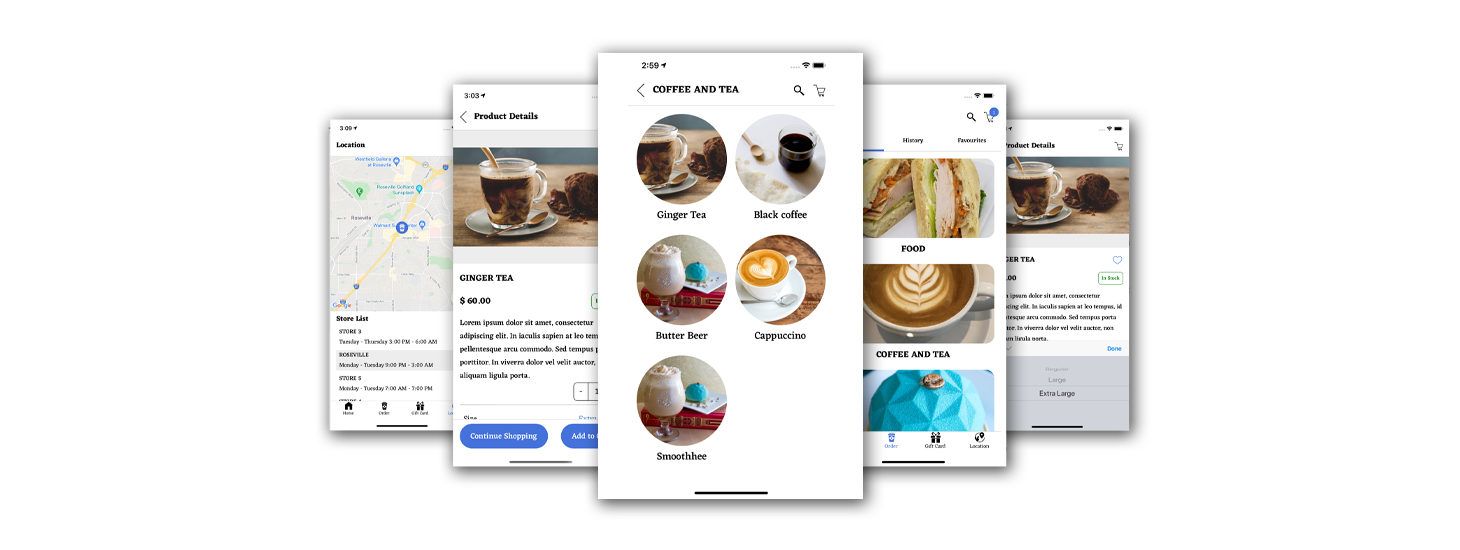 3:09
Location
Westfield Galleria
at Roseville
Roseville Golfland
Sunsplash
Roseville
Google
Store List
STORE 3
Tuesday - Thursday 3:00 PM - 6:00 AM
ROSEVILLE
Monday - Tuesday 9:00 PM - 3:00 AM
STORE 5
Monday - Tuesday 7:00 AM - 7:00 PM
Home
Order
Gift Card
3:03
Product Details
GINGER TEA
$ 60.00
Lorem ipsum dolor sit amet, consectetur
adipiscing elit. In iaculis sapien at leo tem
pellentesque arcu commodo. Sed tempus p
porttitor. In viverra dolor vel velit auctor,
aliquam ligula porta.
- 1
Size
Extra
Continue Shopping
Add to
2:59
COFFEE AND TEA
Ginger Tea
Black coffee
Butter Beer
Cappuccino
Smoothhee
History
Favourites
FOOD
COFFEE AND TEA
Order
Gift Card
Location
Product Details
GER TEA
.00
In Stock
ipsum dolor sit amet, consectetur
cing elit. In iaculis sapien at leo tempus, id
tesque arcu commodo. Sed tempus porta
tor. In viverra dolor vel velit auctor, non
am ligula porta.
Done
Large
Extra Large